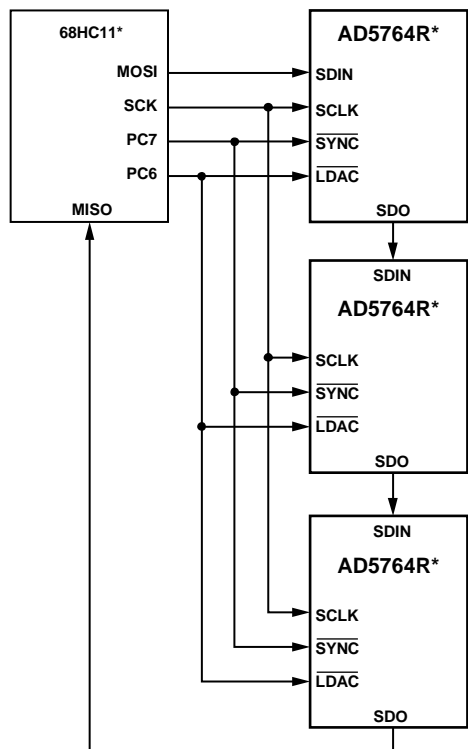 68HC11*
MOSI
SCK
PC7
PC6
MISO
AD5764R*
SDIN
SCLK
SYNC
LDAC
SDO
SDIN
AD5764R*
SCLK
SYNC
LDAC
SDO
SDIN
AD5764R*
SCLK
SYNC
LDAC
SDO